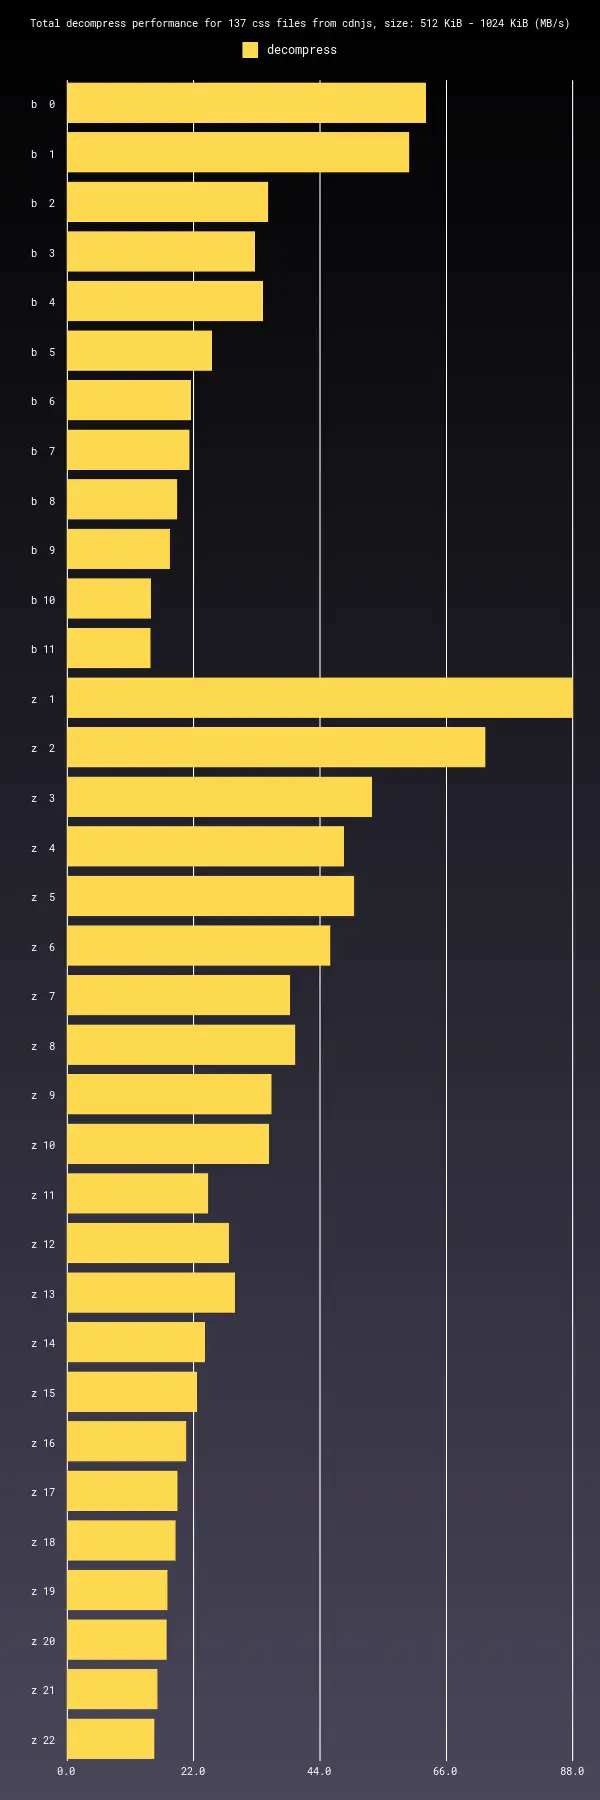 Total decompress performance for 137 css files from cdnjs, size: 512 KiB - 1024 KiB (MB/s)
decompress
b 0
b 1
b 2
b 3
b 4
b 5
b 6
b 7
b 8
b 9
b 10
b 11
z 1
z 2
z 3
z 4
z 5
z 6
z 7
z 8
z 9
z 10
z 11
z 12
z 13
z 14
z 15
z 16
z 17
z 18
z 19
z 20
z 21
z 22
0.0 22.0 44.0 66.0 88.0